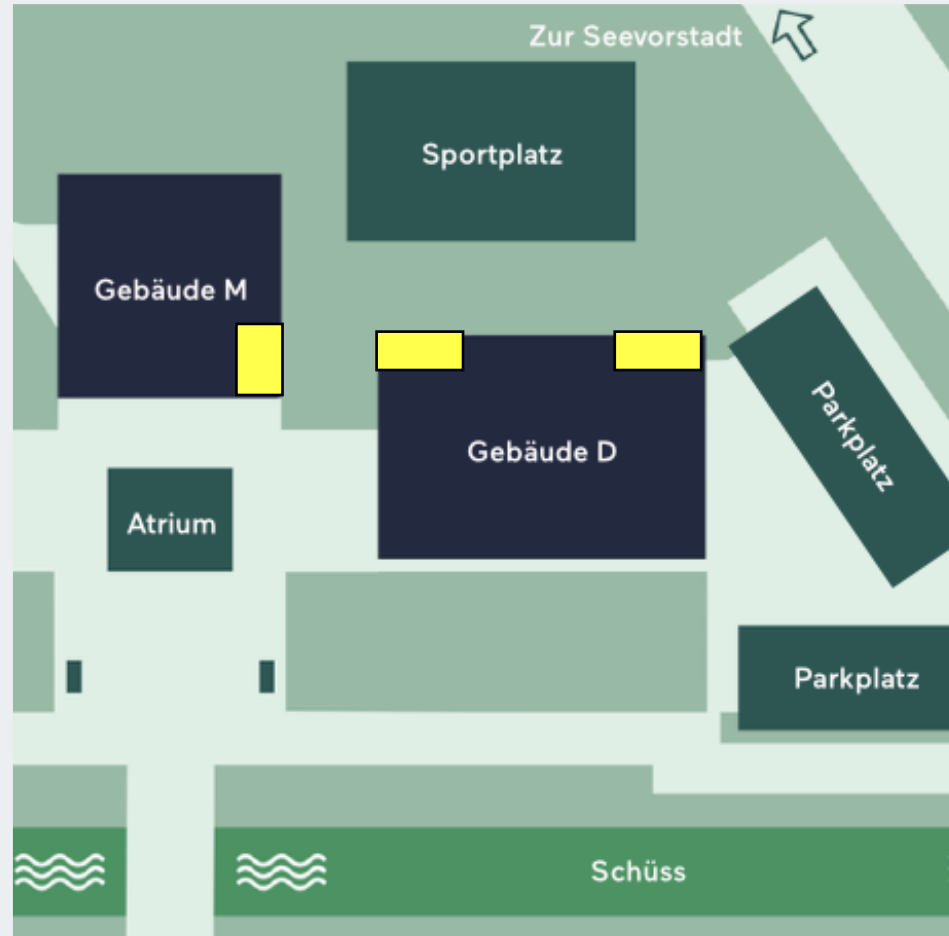 Zur Seevorstadt
Sportplatz
Gebäude M
Parkplatz
Gebäude D
Atrium
Parkplatz
Schüss